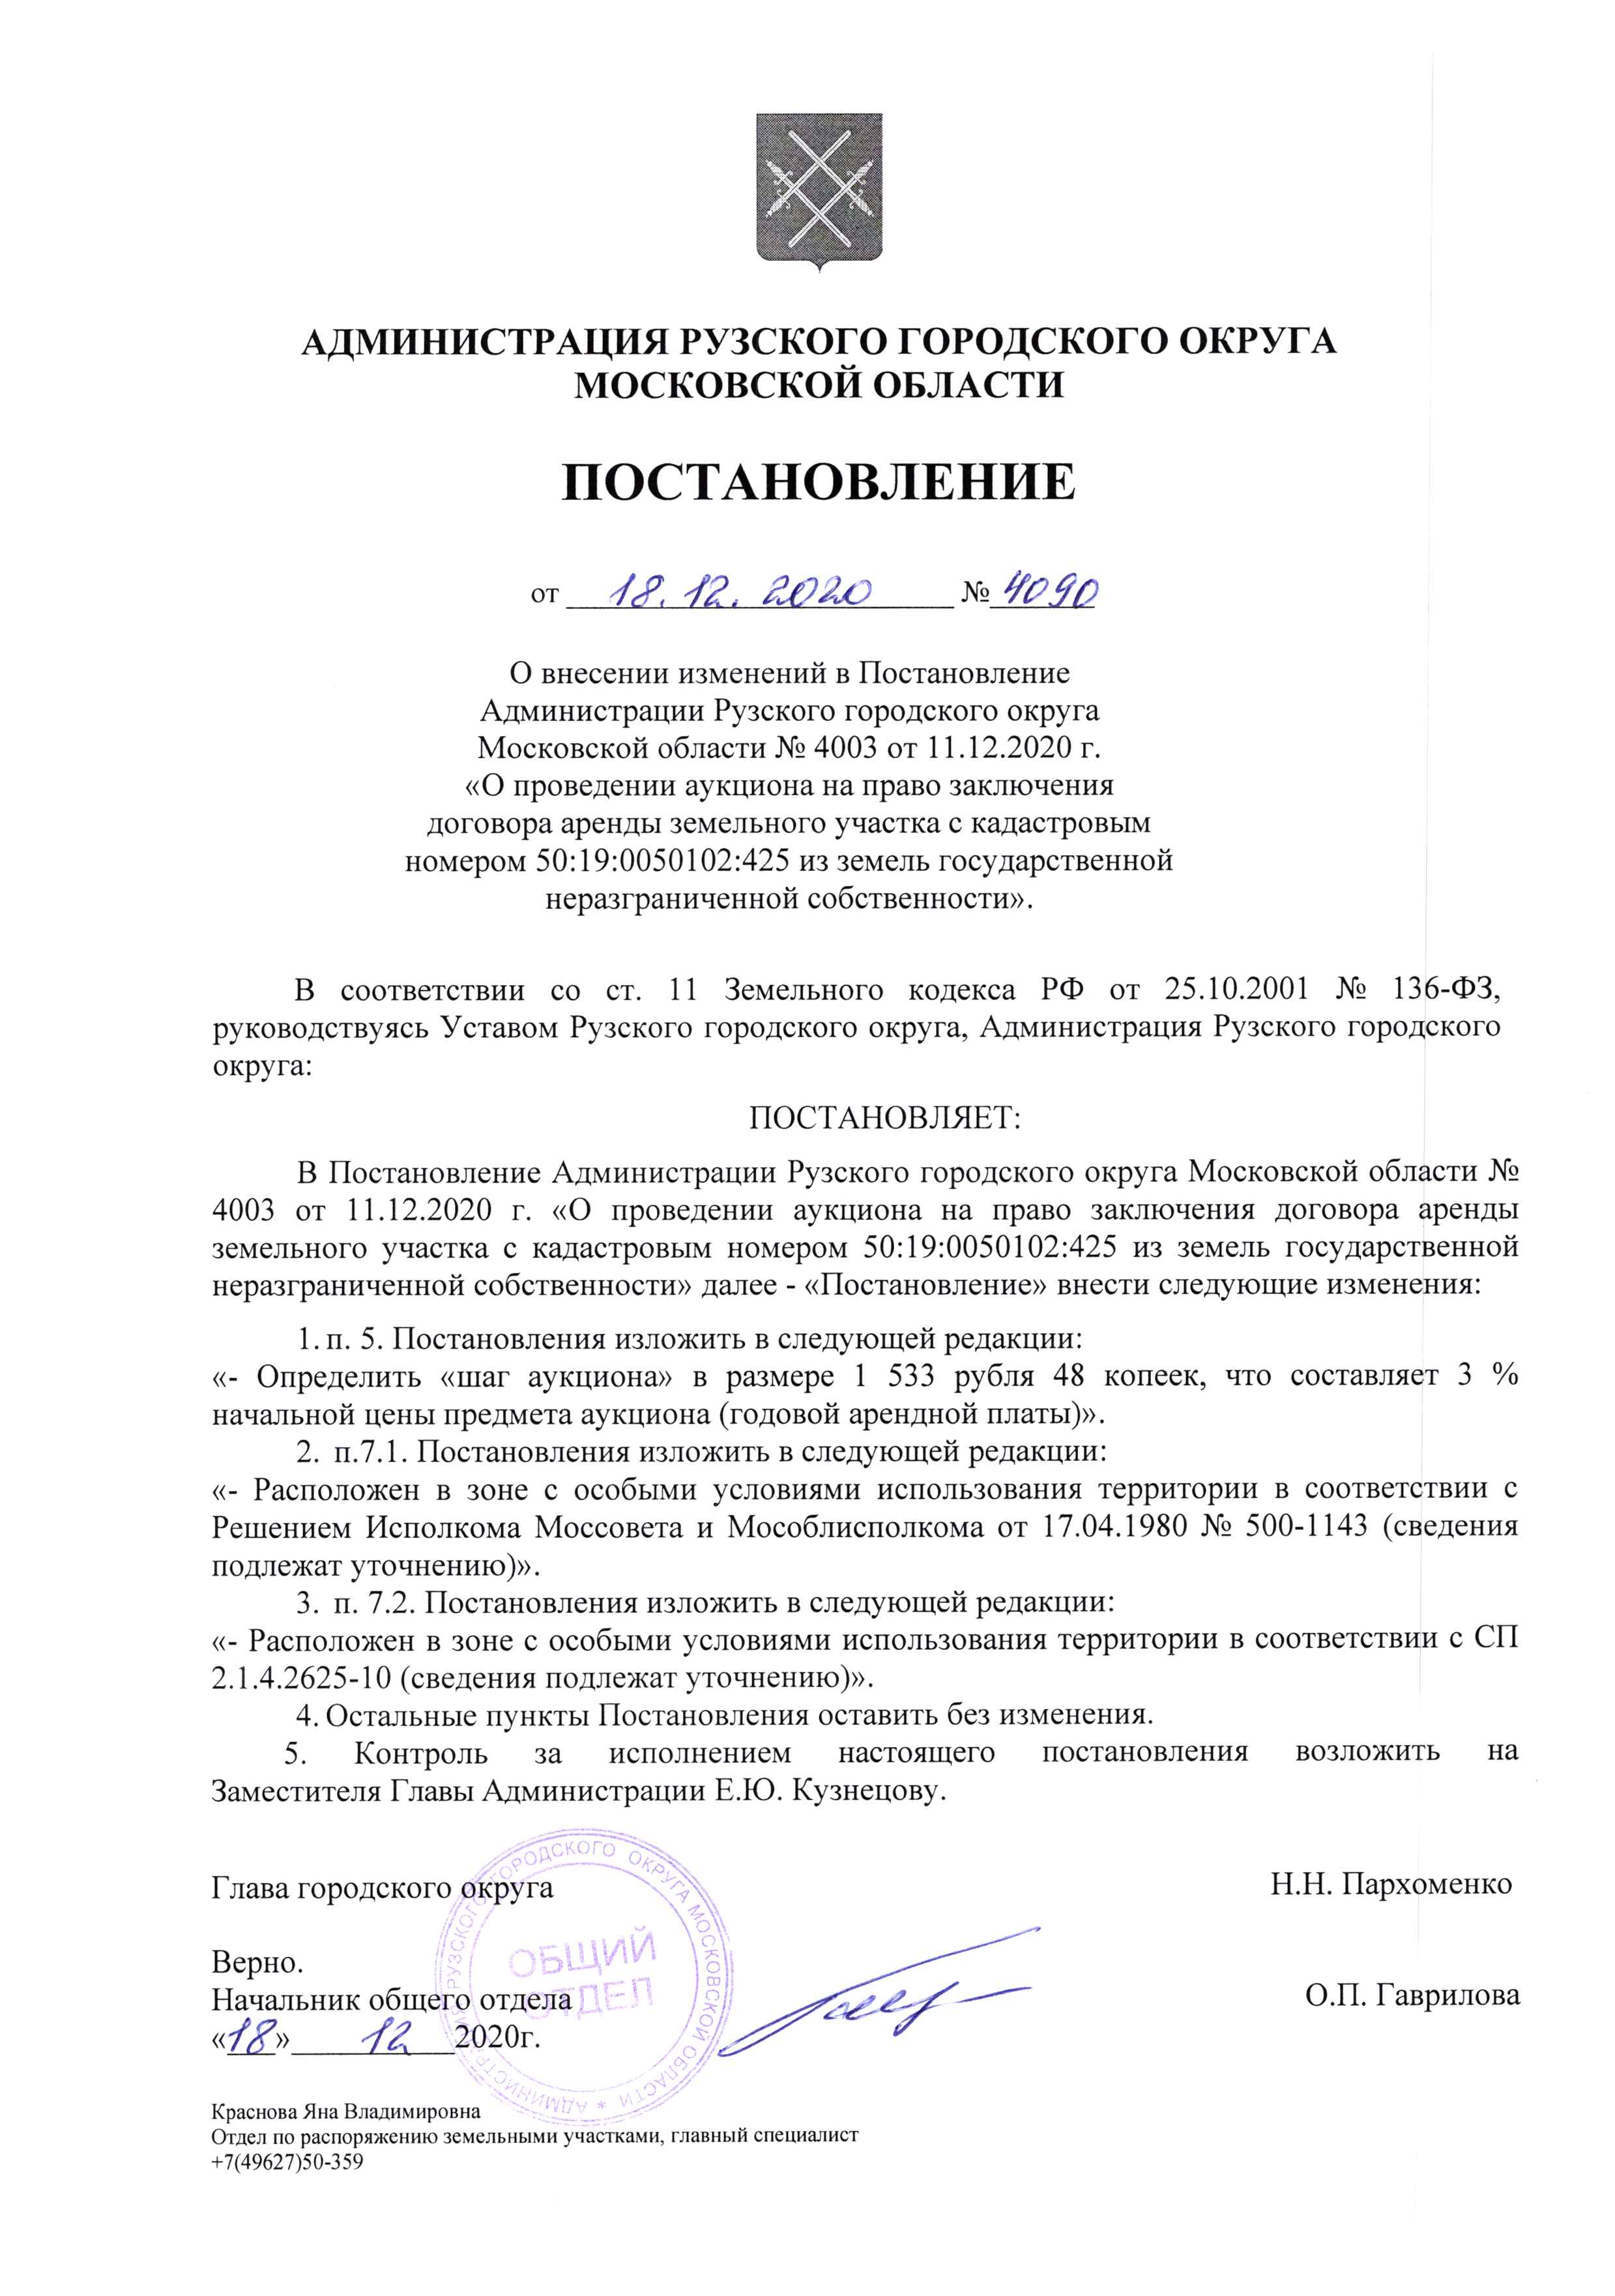 АДМИНИСТРАЦИЯ РУЗСКОГО ГОРОДСКОГО ОКРУГА
МОСКОВСКОЙ ОБЛАСТИ
ПОСТАНОВЛЕНИЕ
от 18.12.2020 № 4090
О внесении изменений в Постановление
Администрации Рузского городского округа
Московской области № 4003 от 11.12.2020 г.
«О проведении аукциона на право заключения
договора аренды земельного участка с кадастровым
номером 50:19:0050102:425 из земель государственной
неразграниченной собственности».
В соответствии со ст. 11 Земельного кодекса РФ от 25.10.2001 № 136-ФЗ,
руководствуясь Уставом Рузского городского округа, Администрация Рузского городского
округа:
ПОСТАНОВЛЯЕТ:
В Постановление Администрации Рузского городского округа Московской области №
4003 от 11.12.2020 г. «О проведении аукциона на право заключения договора аренды
земельного участка с кадастровым номером 50:19:0050102:425 из земель государственной
неразграниченной собственности» далее - «Постановление» внести следующие изменения:
1. п. 5. Постановления изложить в следующей редакции:
«- Определить «шаг аукциона» в размере 1 533 рубля 48 копеек, что составляет 3 %
начальной цены предмета аукциона (годовой арендной платы)».
2. п.7.1. Постановления изложить в следующей редакции:
«- Расположен в зоне с особыми условиями использования территории в соответствии с
Решением Исполкома Моссовета и Мособлисполкома от 17.04.1980 № 500-1143 (сведения
подлежат уточнению)».
3. п. 7.2. Постановления изложить в следующей редакции:
«- Расположен в зоне с особыми условиями использования территории в соответствии с СП
2.1.4.2625-10 (сведения подлежат уточнению)».
4. Остальные пункты Постановления оставить без изменения.
5. Контроль за исполнением настоящего постановления возложить на
Заместителя Главы Администрации Е.Ю. Кузнецову.
Глава городского округа Н.Н. Пархоменко
Верно.
Начальник общего отдела О.П. Гаврилова
«18» 12 2020г.
АДМИНИСТРАЦИЯ РУЗСКОГО ГОРОДСКОГО ОКРУГА МОСКОВСКОЙ ОБЛАСТИ *
ОБЩИЙ
ОТДЕЛ
Краснова Яна Владимировна
Отдел по распоряжению земельными участками, главный специалист
+7(49627)50-359